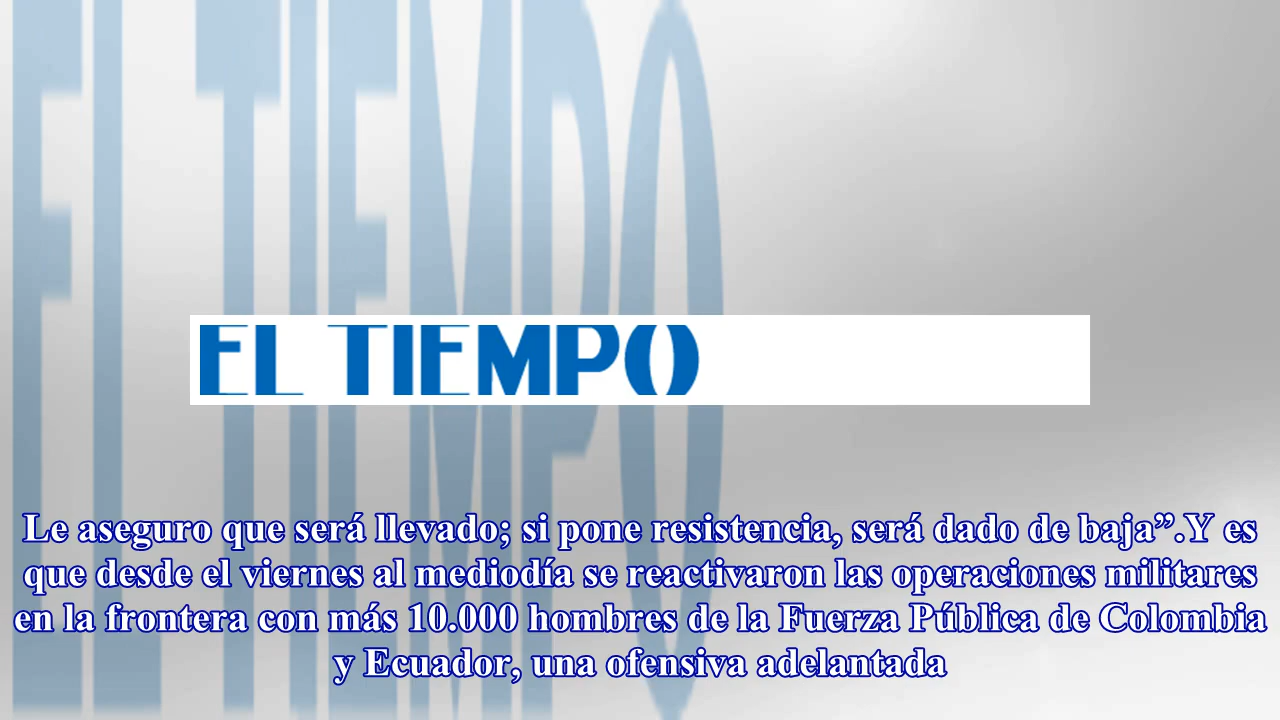 EL TIEMPO
EL TIEMPO
Le aseguro que será llevado; si pone resistencia, será dado de baja”.Y es
que desde el viernes al mediodía se reactivaron las operaciones militares
en la frontera con más 10.000 hombres de la Fuerza Pública de Colombia
y Ecuador, una ofensiva adelantada